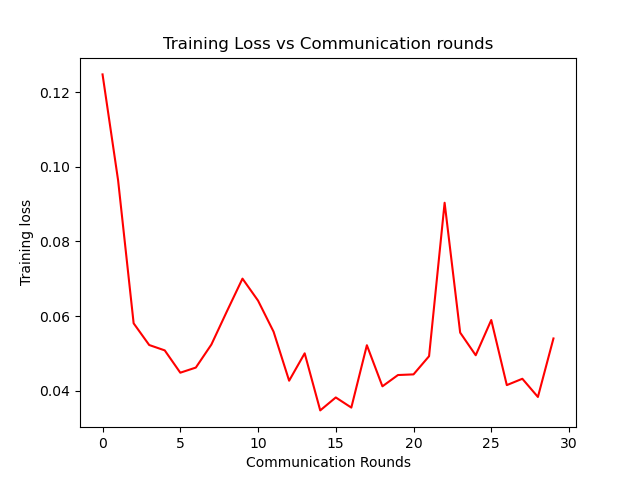 Training Loss vs Communication rounds
0.12
0.10
0.08
0.06
0.04
Training loss
0 5 10 15 20 25 30
Communication Rounds